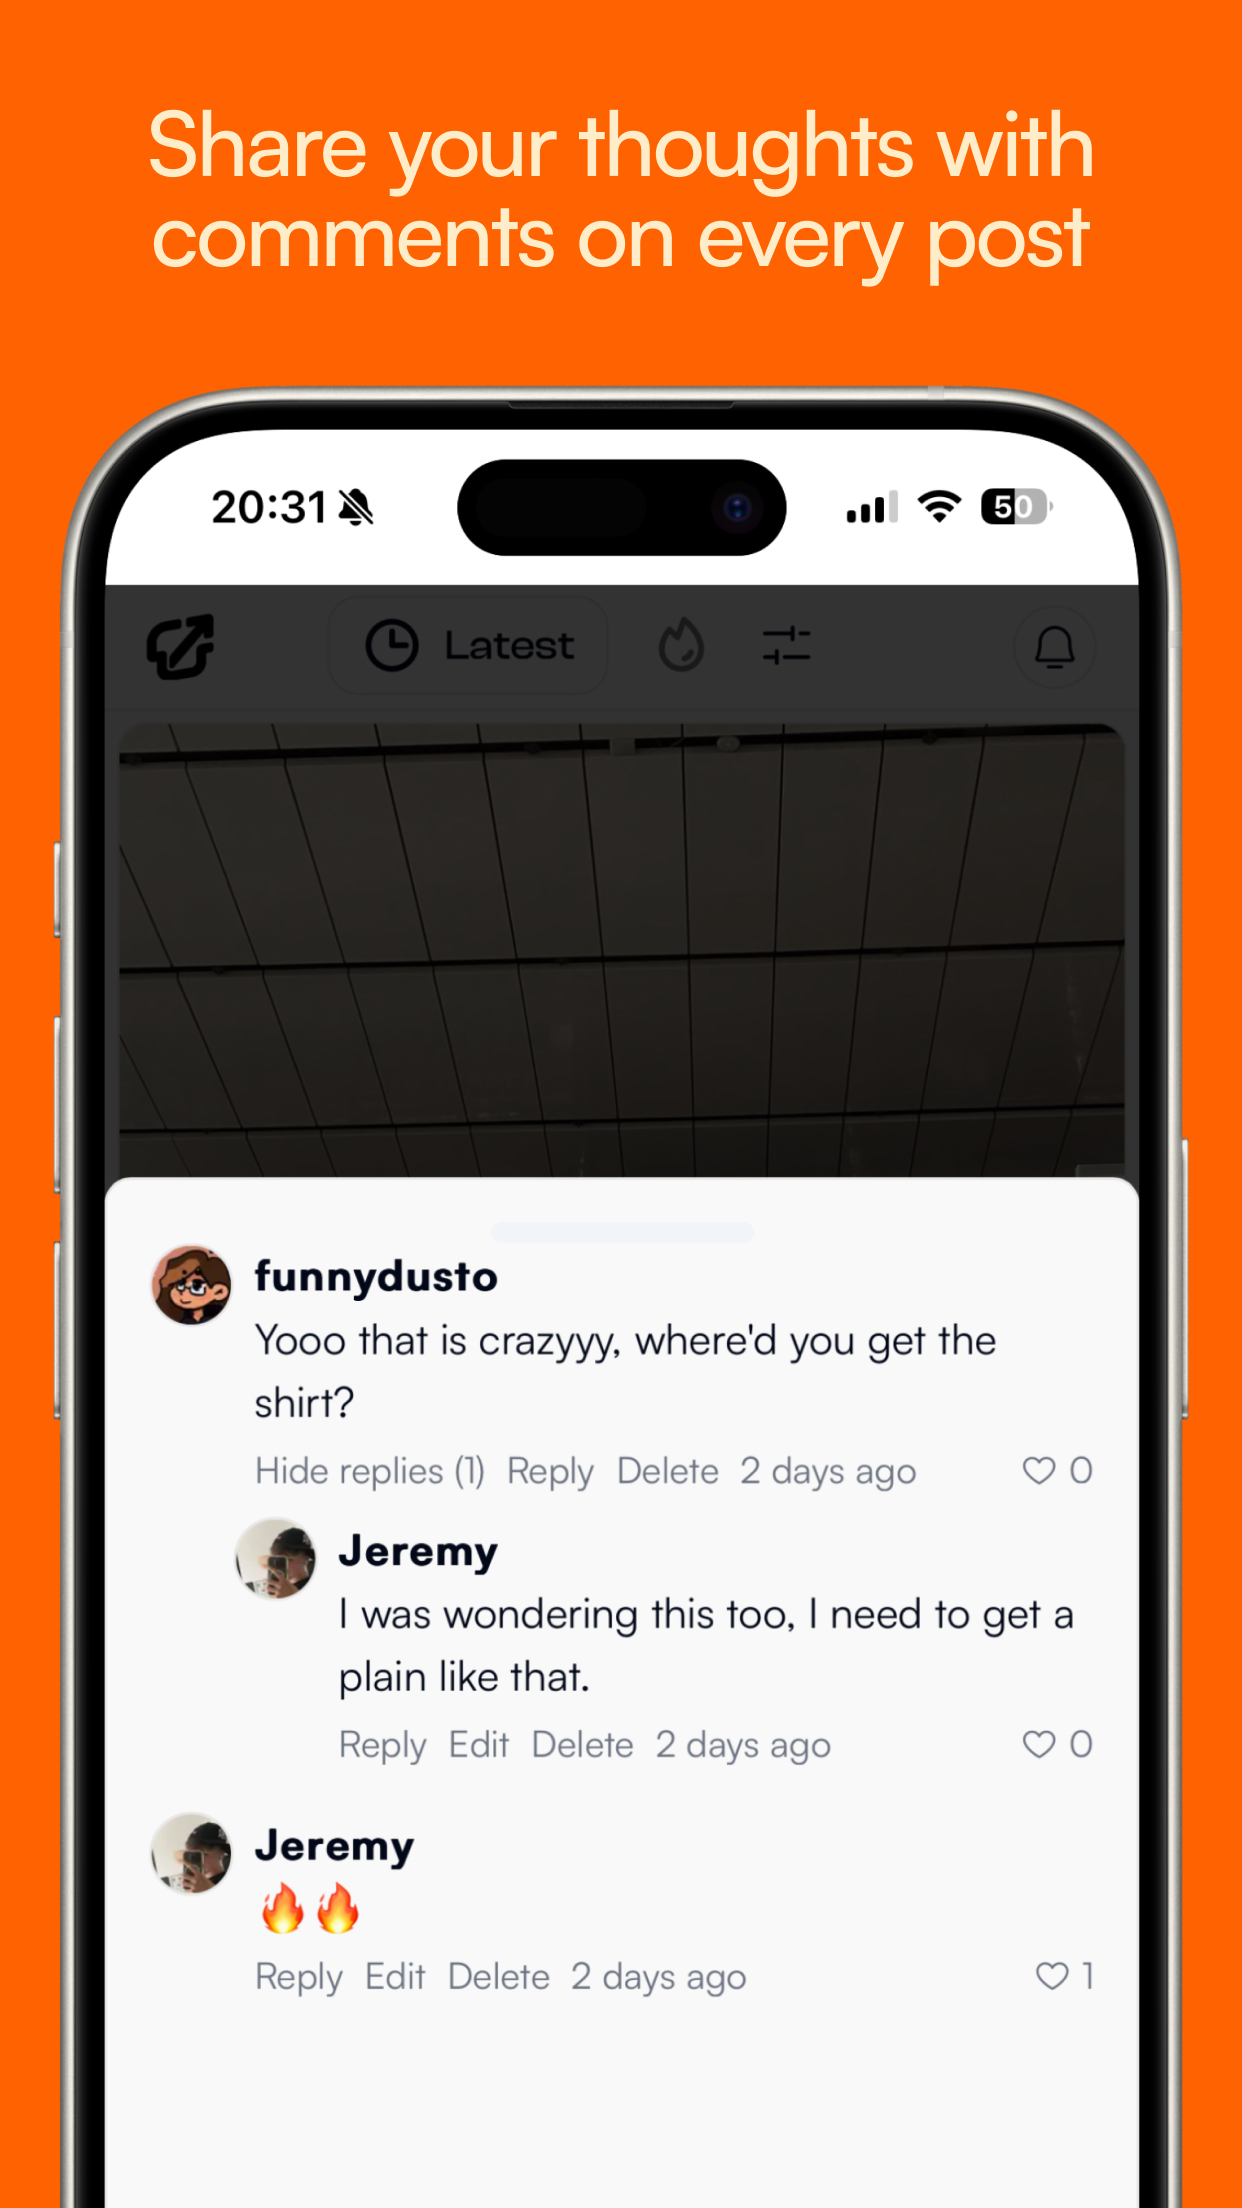 Share your thoughts with
comments on every post
20:31
50
Latest
funnydusto
Yooo that is crazyyy, where'd you get the
shirt?
Hide replies (1) Reply Delete 2 days ago 0
Jeremy
I was wondering this too, I need to get a
plain like that.
Reply Edit Delete 2 days ago 0
Jeremy
🔥🔥
Reply Edit Delete 2 days ago 1